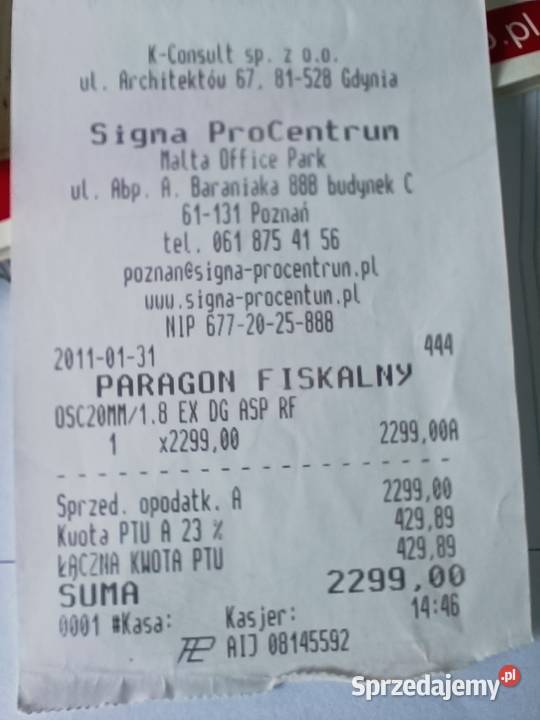 K-Consult sp. z o.o.
ul. Architektów 67, 81-528 Gdynia
Signa ProCentrun
Malta Office Park
ul. Abp. A. Baraniaka 888 budynek C
61-131 Poznań
tel. 061 875 41 56
poznan@signa-procentrun.pl
www.signa-procentun.pl
NIP 677-20-25-888
2011-01-31 444
PARAGON FISKALNY
OSC20MM/1.8 EX DG ASP RF
1 x2299,00 2299,00A
Sprzed. opodatk. A 2299,00
Kwota PTU A 23 % 429,89
ŁĄCZNA KWOTA PTU 429,89
SUMA 2299,00
0001 #Kasa: Kasjer: 14:46
AIJ 08145592
.pl
Sprzedajemy.pl